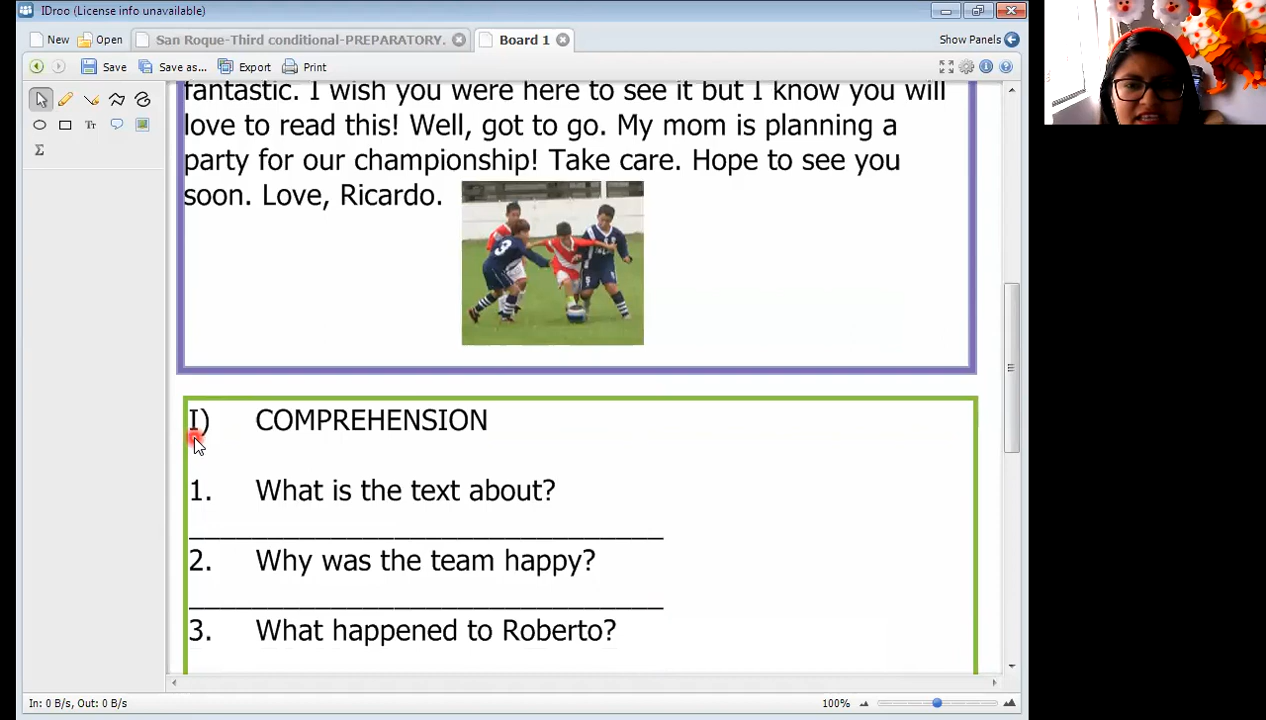 IDroo (License info unavailable)
New Open San Roque-Third conditional-PREPARATORY. Board 1 Show Panels
Save Save as... Export Print
fantastic. I wish you were here to see it but I know you will
love to read this! Well, got to go. My mom is planning a
party for our championship! Take care. Hope to see you
soon. Love, Ricardo.
3
I) COMPREHENSION
1. What is the text about?
__________________________________
2. Why was the team happy?
__________________________________
3. What happened to Roberto?
In: 0 B/s, Out: 0 B/s 100%